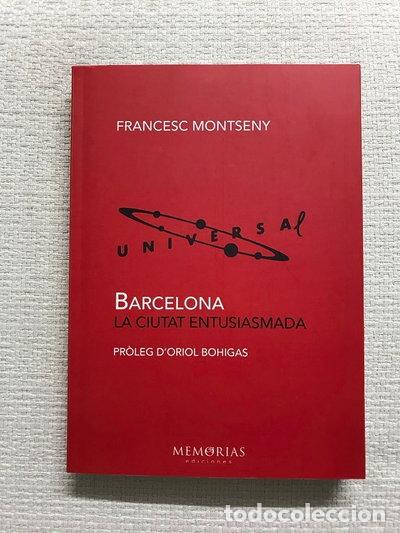 FRANCESC MONTSENY
UNIVERSAL
BARCELONA
LA CIUTAT ENTUSIASMADA
PRÒLEG D'ORIOL BOHIGAS
MEMORIAS
ediciones
todocoleccion